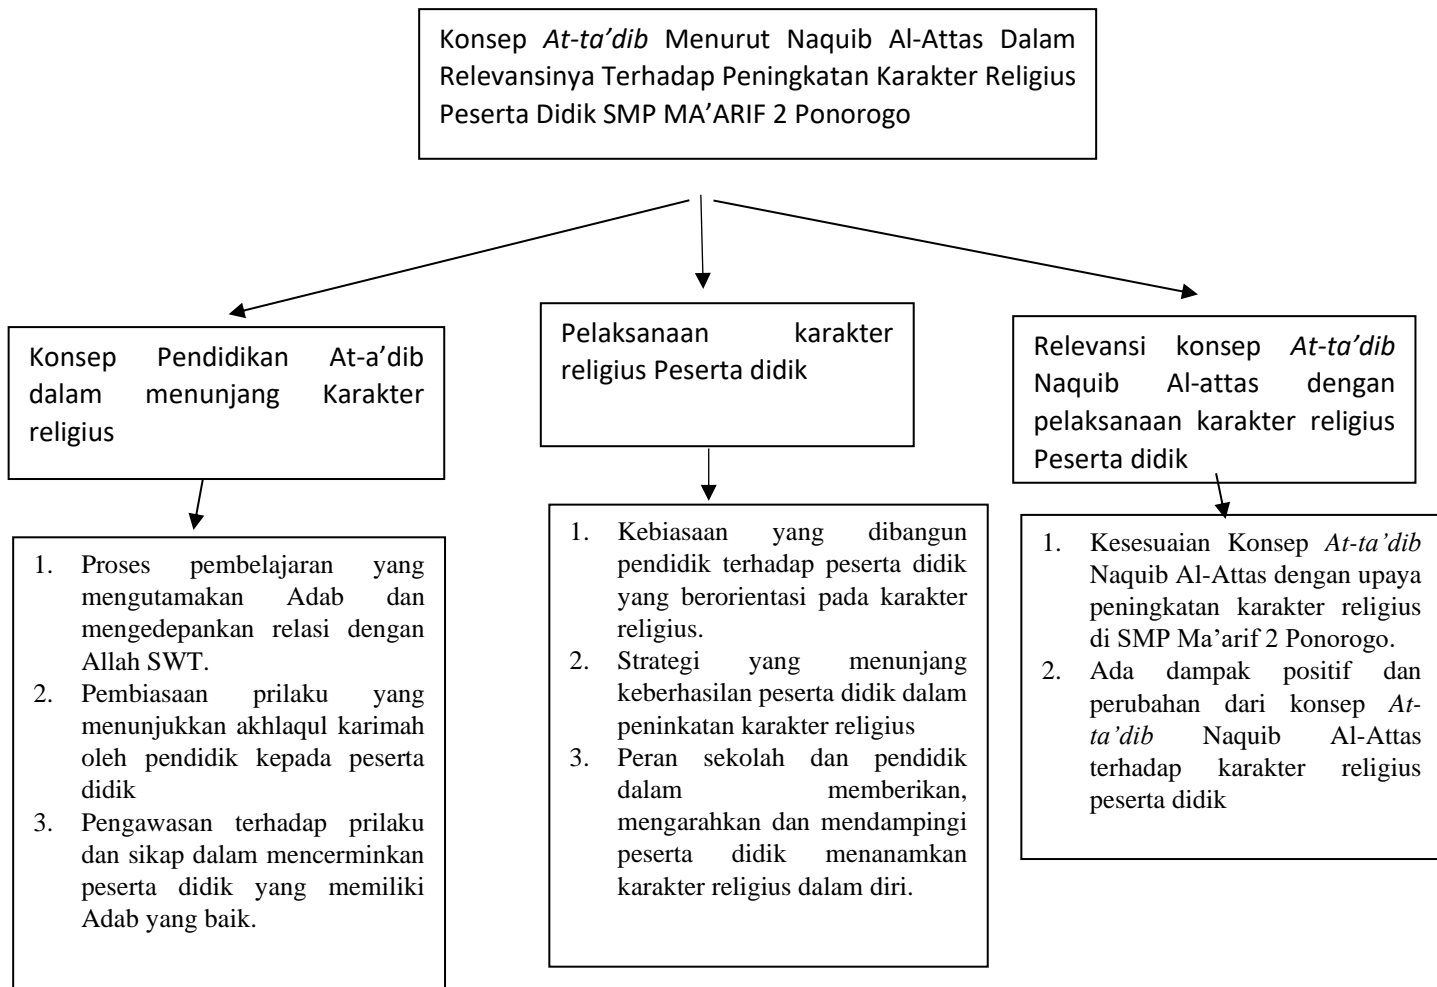 Konsep At-ta’dib Menurut Naquib Al-Attas Dalam
Relevansinya Terhadap Peningkatan Karakter Religius
Peserta Didik SMP MA’ARIF 2 Ponorogo
Konsep Pendidikan At-a’dib
dalam menunjang Karakter
religius
Pelaksanaan karakter
religius Peserta didik
Relevansi konsep At-ta’dib
Naquib Al-attas dengan
pelaksanaan karakter religius
Peserta didik
1. Proses pembelajaran yang
mengutamakan Adab dan
mengedepankan relasi dengan
Allah SWT.
2. Pembiasaan prilaku yang
menunjukkan akhlaqul karimah
oleh pendidik kepada peserta
didik
3. Pengawasan terhadap prilaku
dan sikap dalam mencerminkan
peserta didik yang memiliki
Adab yang baik.
1. Kebiasaan yang dibangun
pendidik terhadap peserta didik
yang berorientasi pada karakter
religius.
2. Strategi yang menunjang
keberhasilan peserta didik dalam
peninkatan karakter religius
3. Peran sekolah dan pendidik
dalam memberikan,
mengarahkan dan mendampingi
peserta didik menanamkan
karakter religius dalam diri.
1. Kesesuaian Konsep At-ta’dib
Naquib Al-Attas dengan upaya
peningkatan karakter religius
di SMP Ma’arif 2 Ponorogo.
2. Ada dampak positif dan
perubahan dari konsep At-
ta’dib Naquib Al-Attas
terhadap karakter religius
peserta didik